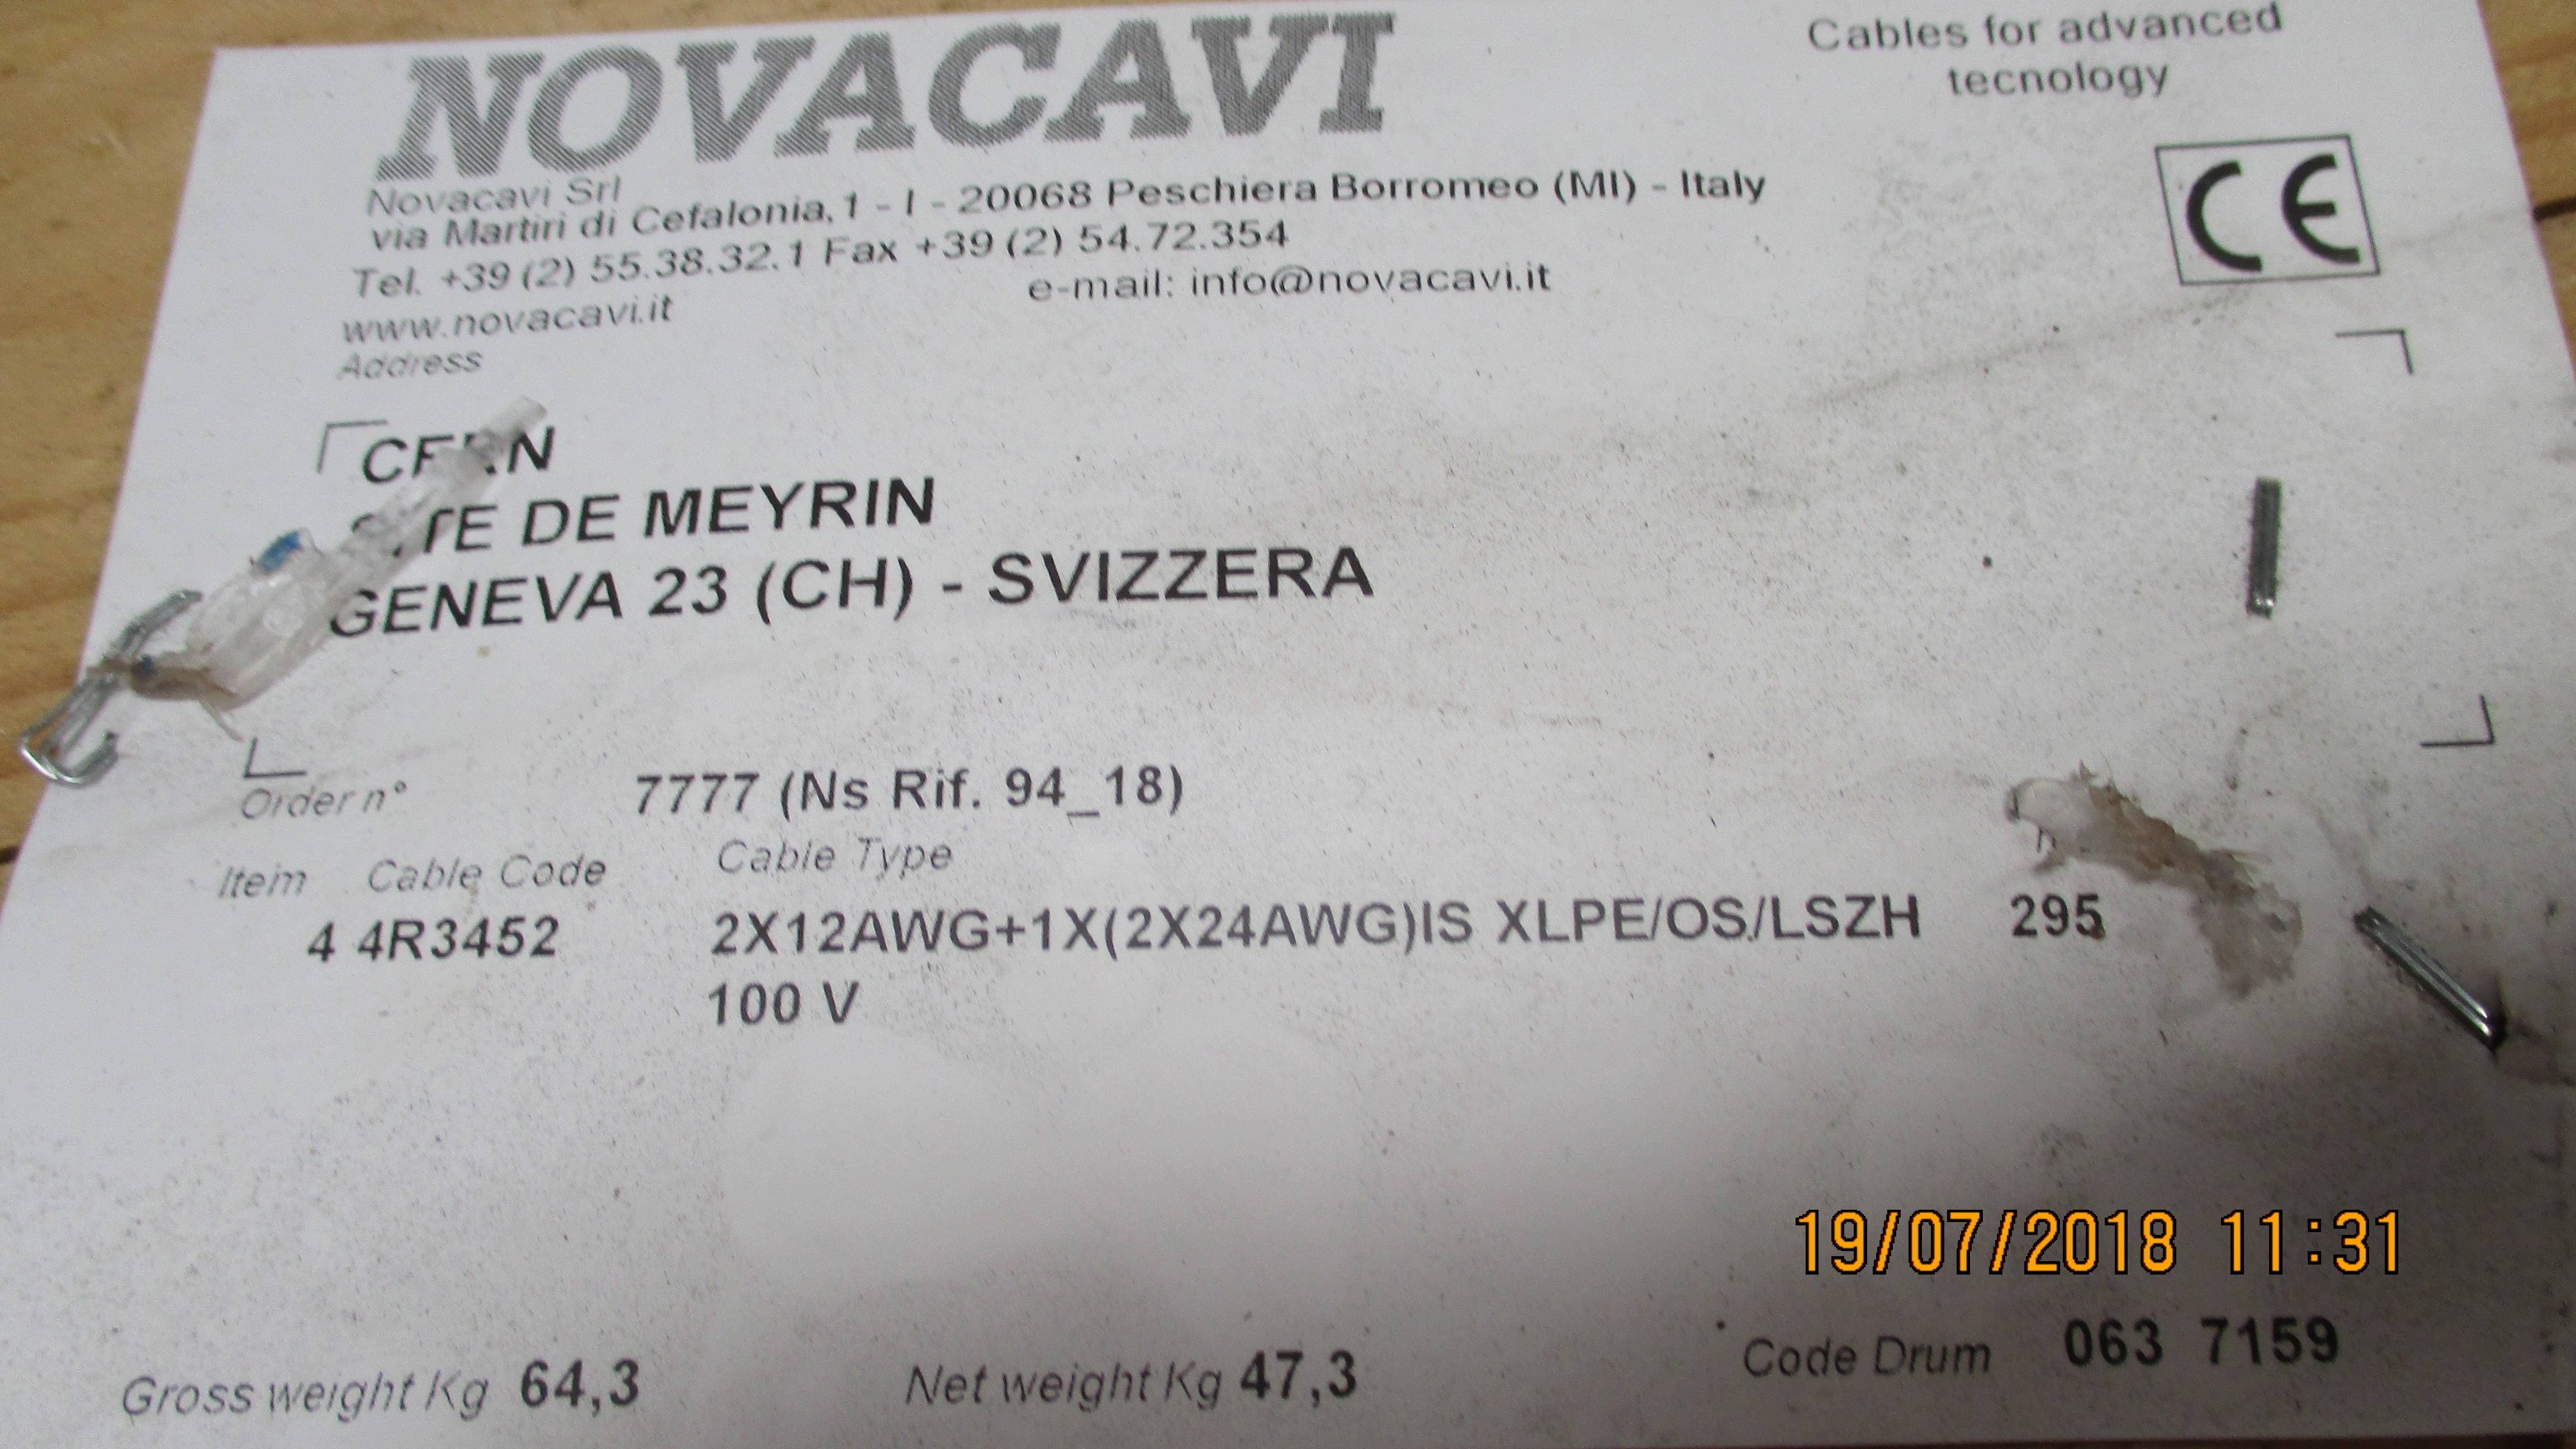 NOVACAVI
Cables for advanced
tecnology
Novacavi Srl
via Martiri di Cefalonia, 1 - I - 20068 Peschiera Borromeo (MI) - Italy
Tel. +39 (2) 55.38.32.1 Fax +39 (2) 54.72.354
www.novacavi.it e-mail: info@novacavi.it
CE
Address
CERN
SITE DE MEYRIN
GENEVA 23 (CH) - SVIZZERA
Order n° 7777 (Ns Rif. 94_18)
Item Cable Code Cable Type
4 4R3452 2X12AWG+1X(2X24AWG)IS XLPE/OS/LSZH 295
100 V
19/07/2018 11:31
Gross weight Kg 64,3 Net weight Kg 47,3 Code Drum 063 7159